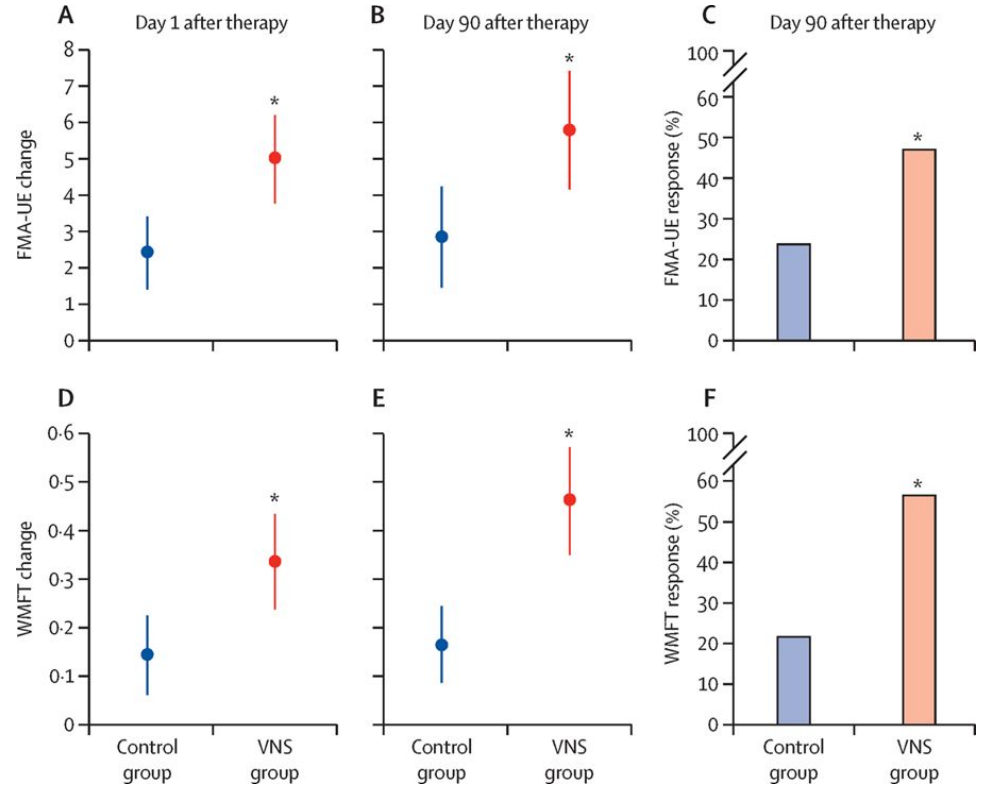 A
Day 1 after therapy
B
Day 90 after therapy
C
Day 90 after therapy
8
7
6
5
4
3
2
1
0
FMA-UE change
*
*
100
60
50
40
30
20
10
0
FMA-UE response (%)
*
D
E
F
0·6
0·5
0·4
0·3
0·2
0·1
0
WMFT change
*
*
100
60
50
40
30
20
10
0
WMFT response (%)
*
Control
group
VNS
group
Control
group
VNS
group
Control
group
VNS
group